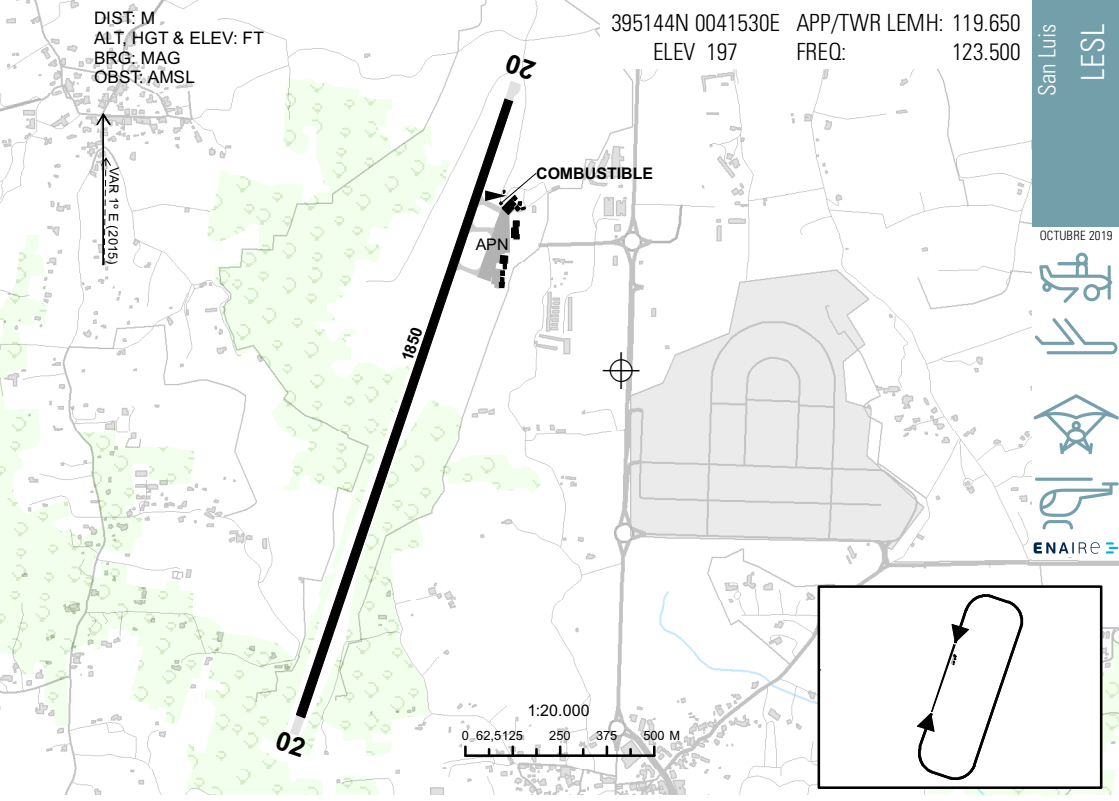 DIST: M
ALT, HGT & ELEV: FT
BRG: MAG
OBST: AMSL
395144N 0041530E APP/TWR LEMH: 119.650
ELEV 197 FREQ: 123.500
San Luis
LESL
OCTUBRE 2019
20
COMBUSTIBLE
VAR 1° E (2015)
APN
1850
ENAIRe
1:20.000
0 62,5125 250 375 500 M
02